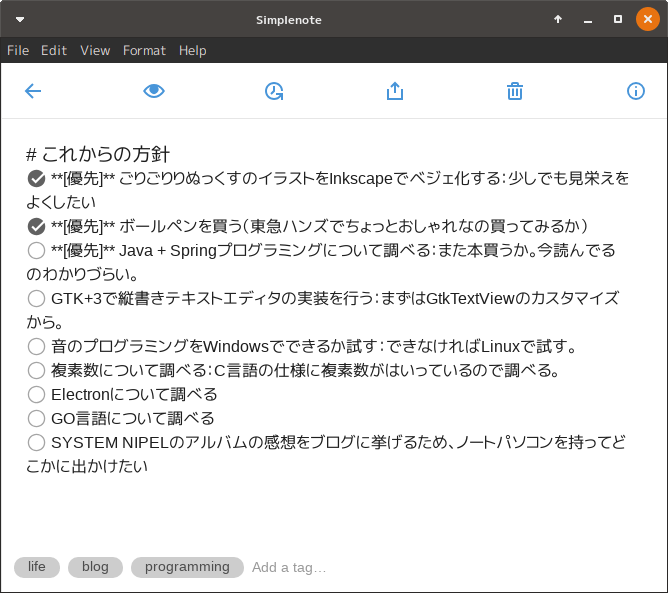 Simplenote
File Edit View Format Help
# これからの方針
**[優先]** ごりごりりぬっくすのイラストをInkscapeでベジェ化する：少しでも見栄えを
よくしたい
**[優先]** ボールペンを買う（東急ハンズでちょっとおしゃれなの買ってみるか）
**[優先]** Java + Springプログラミングについて調べる：また本買うか。今読んでる
のわかりづらい。
GTK+3で縦書きテキストエディタの実装を行う：まずはGtkTextViewのカスタマイズ
から。
音のプログラミングをWindowsでできるか試す：できなければLinuxで試す。
複素数について調べる：C言語の仕様に複素数がはいっているので調べる。
Electronについて調べる
GO言語について調べる
SYSTEM NIPELのアルバムの感想をブログに挙げるため、ノートパソコンを持ってど
こかに出かけたい
life blog programming Add a tag...